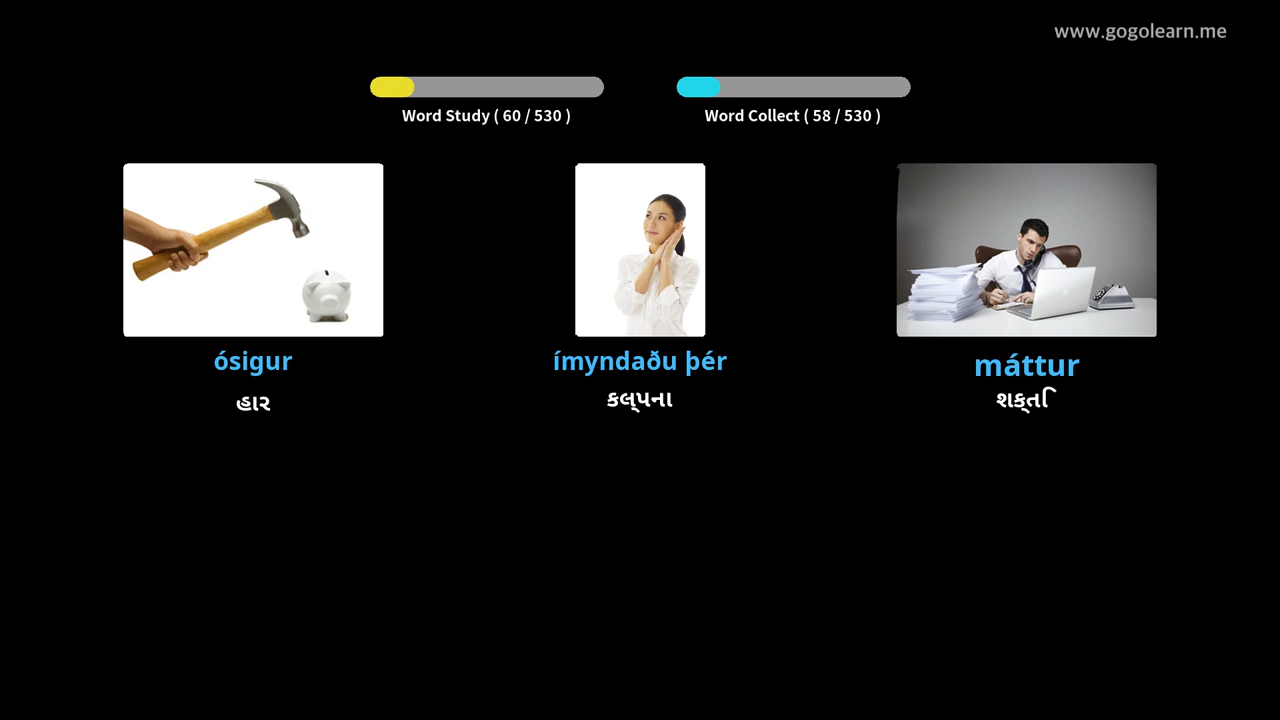 www.gogolearn.me
Word Study ( 60 / 530 )
Word Collect ( 58 / 530 )
ósigur
ímyndaðu þér
máttur
હાર
કલ્પના
શક્તિ